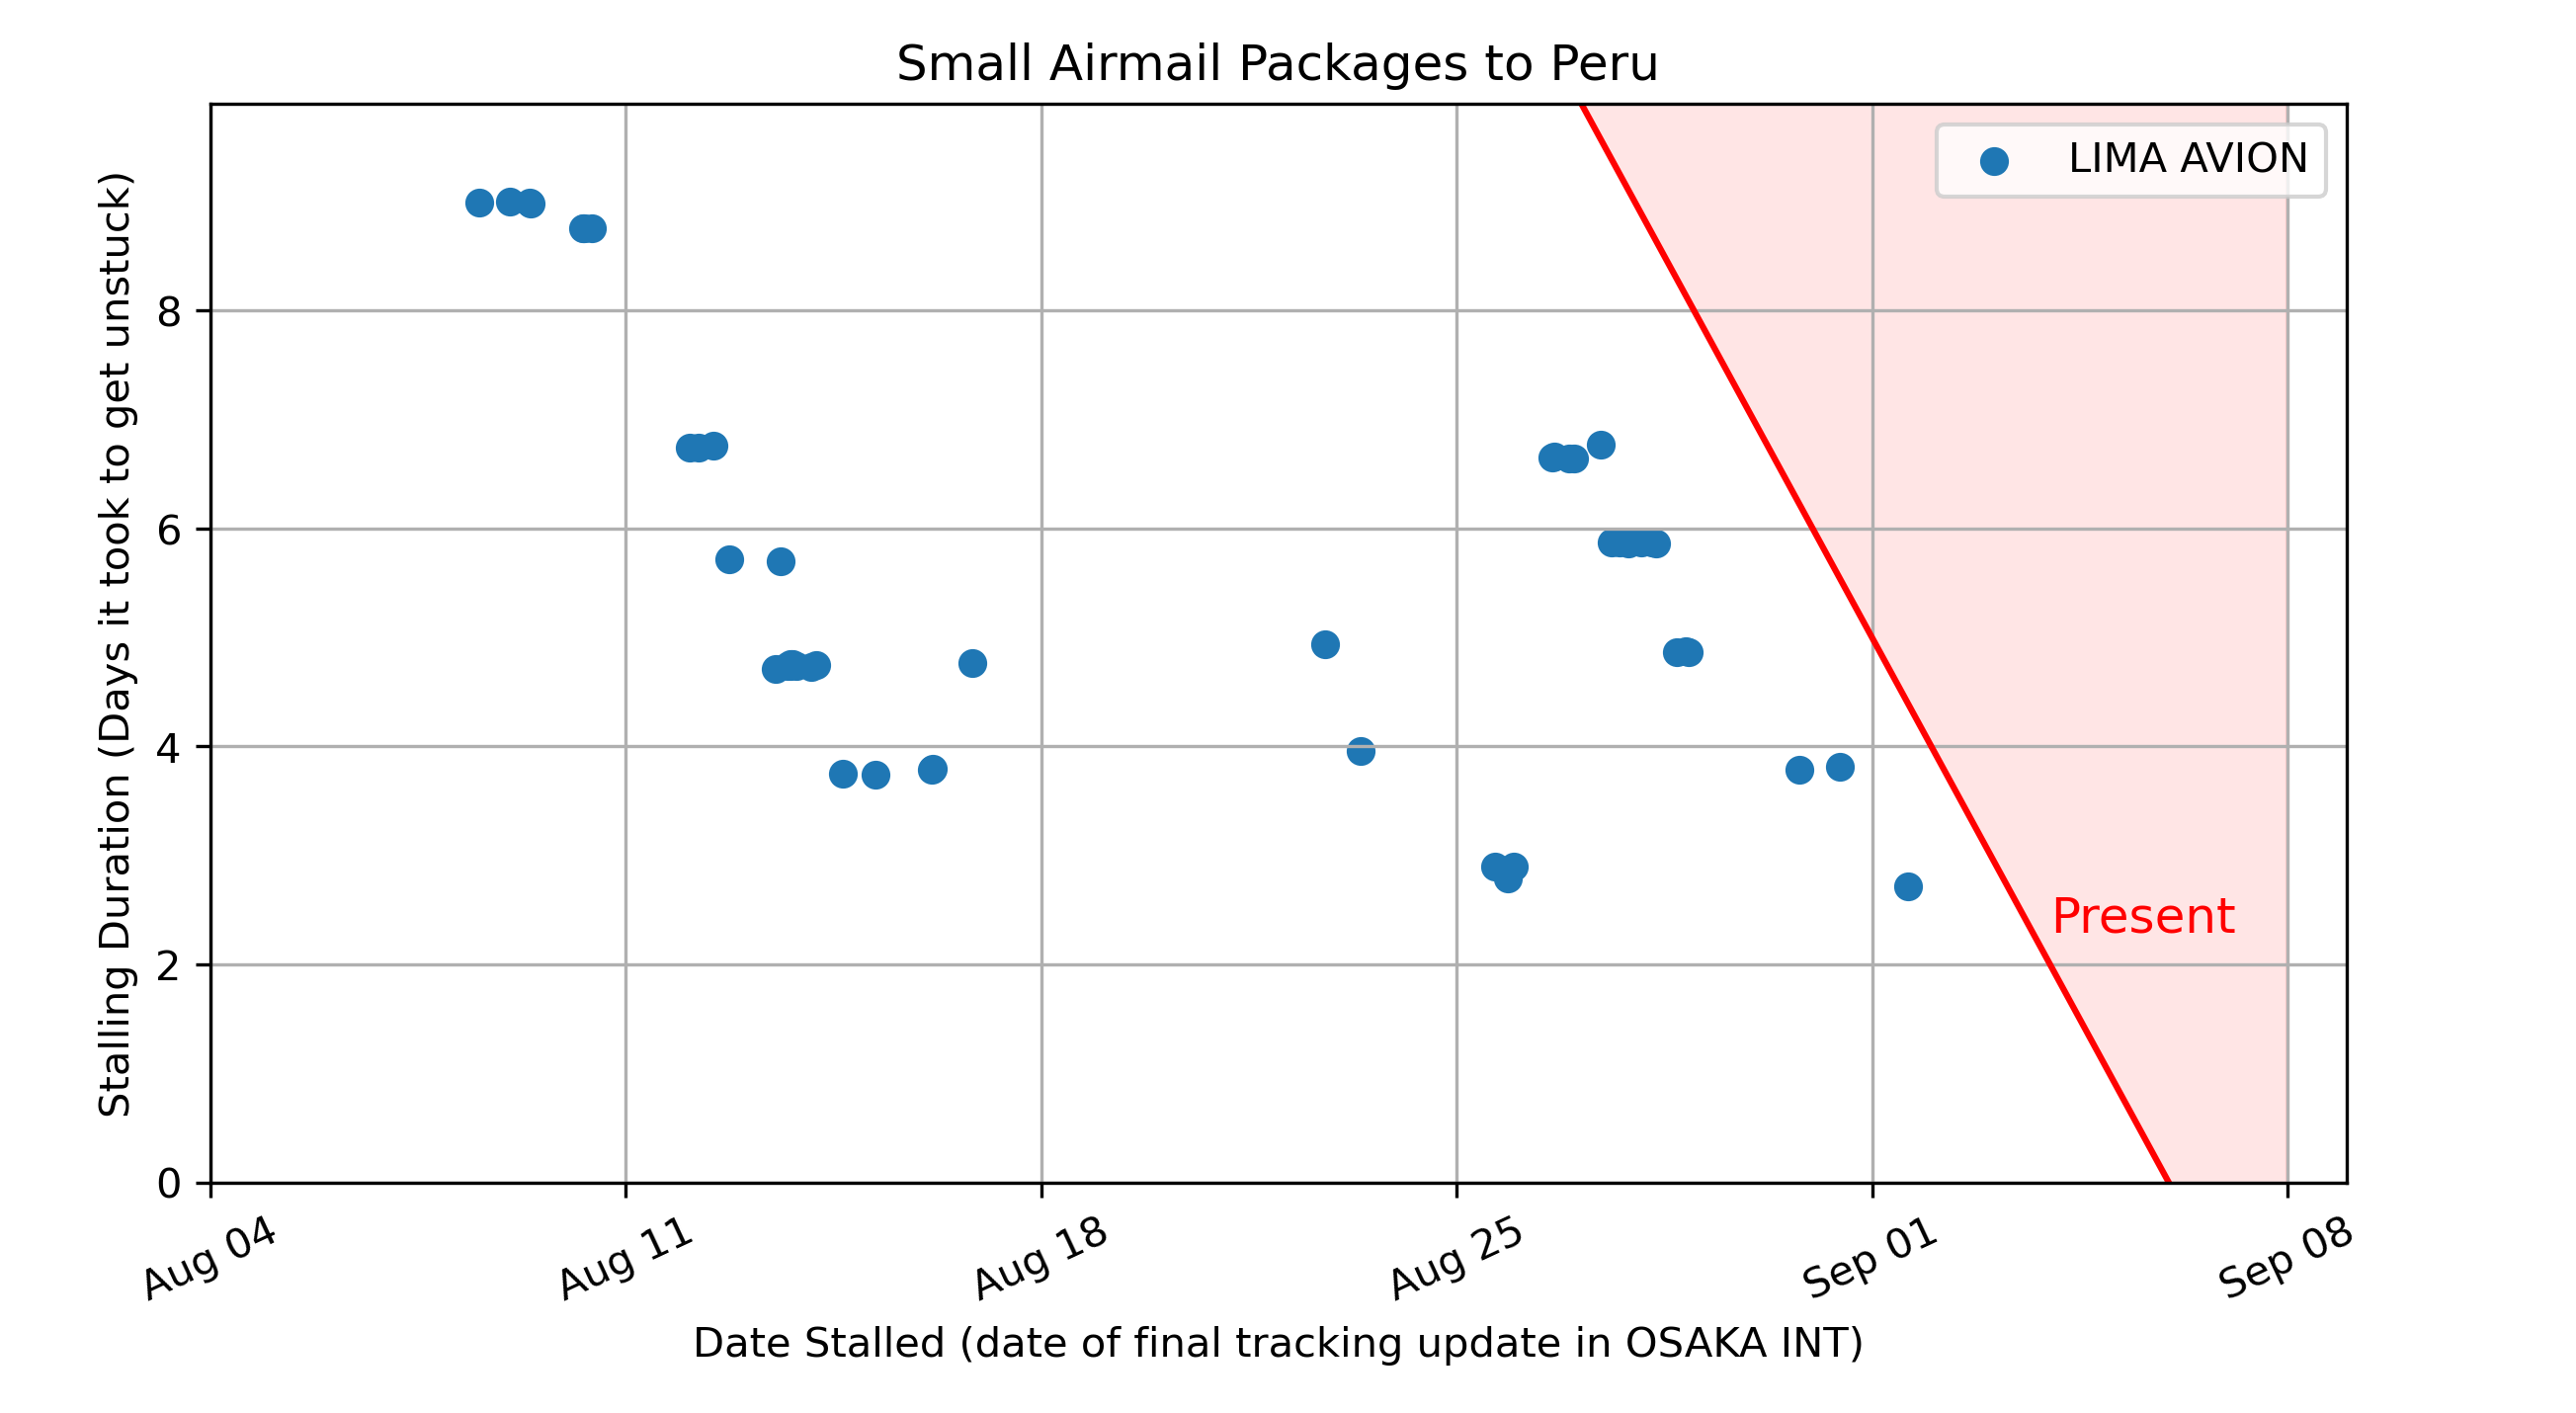 Small Airmail Packages to Peru
LIMA AVION
Stalling Duration (Days it took to get unstuck)
8
6
4
2
0
Present
Aug 04
Aug 11
Aug 18
Aug 25
Sep 01
Sep 08
Date Stalled (date of final tracking update in OSAKA INT)